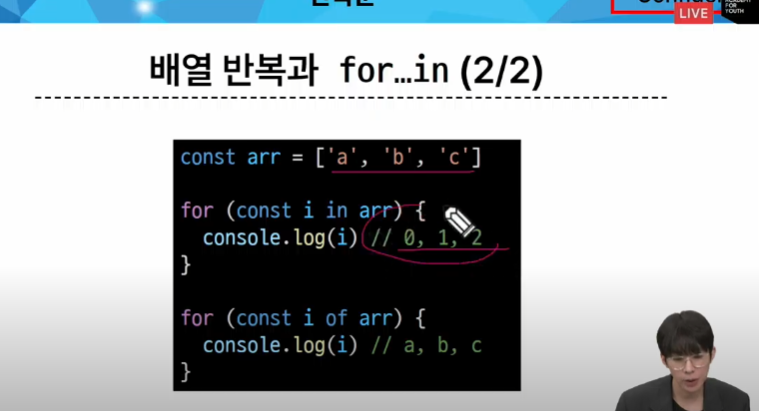 LIVE
FOR
YOUTH
배열 반복과 for…in (2/2)
const arr = ['a', 'b', 'c']
for (const i in arr) {
console.log(i) // 0, 1, 2
}
for (const i of arr) {
console.log(i) // a, b, c
}